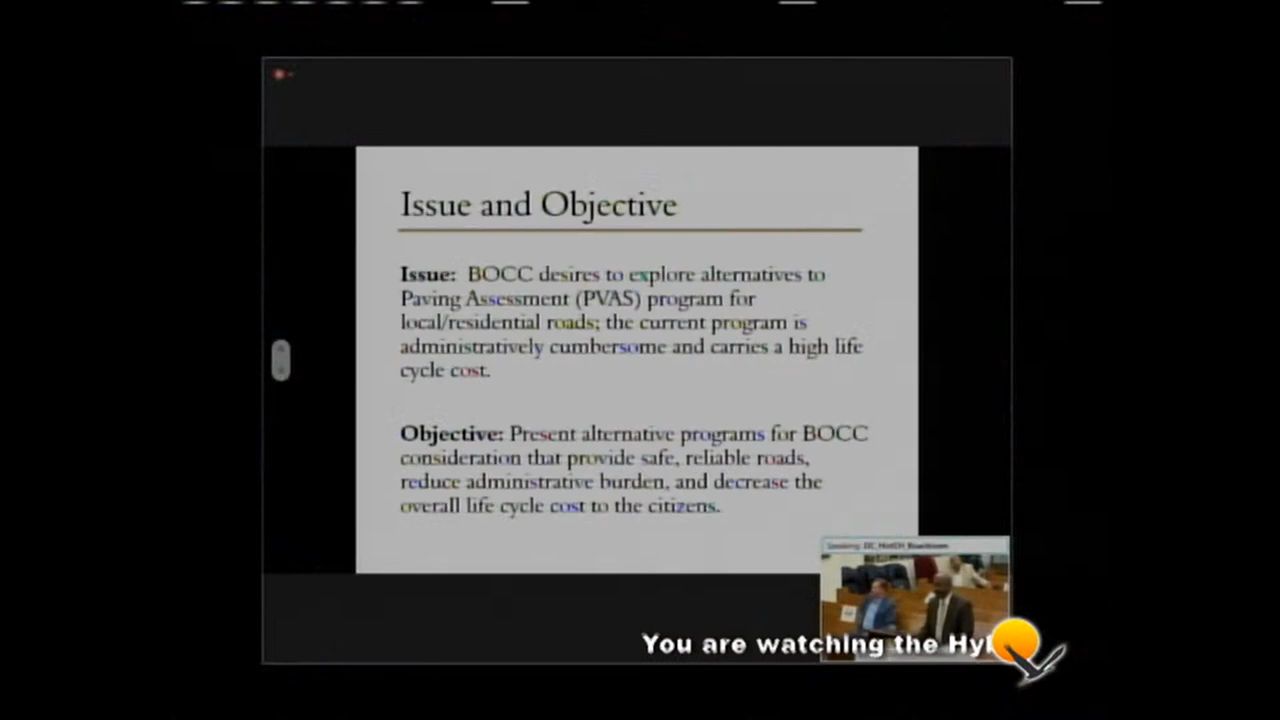 Issue and Objective
Issue: BOCC desires to explore alternatives to
Paving Assessment (PVAS) program for
local/residential roads; the current program is
administratively cumbersome and carries a high life
cycle cost.
Objective: Present alternative programs for BOCC
consideration that provide safe, reliable roads,
reduce administrative burden, and decrease the
overall life cycle cost to the citizens.
Speaking:
You are watching the Hy